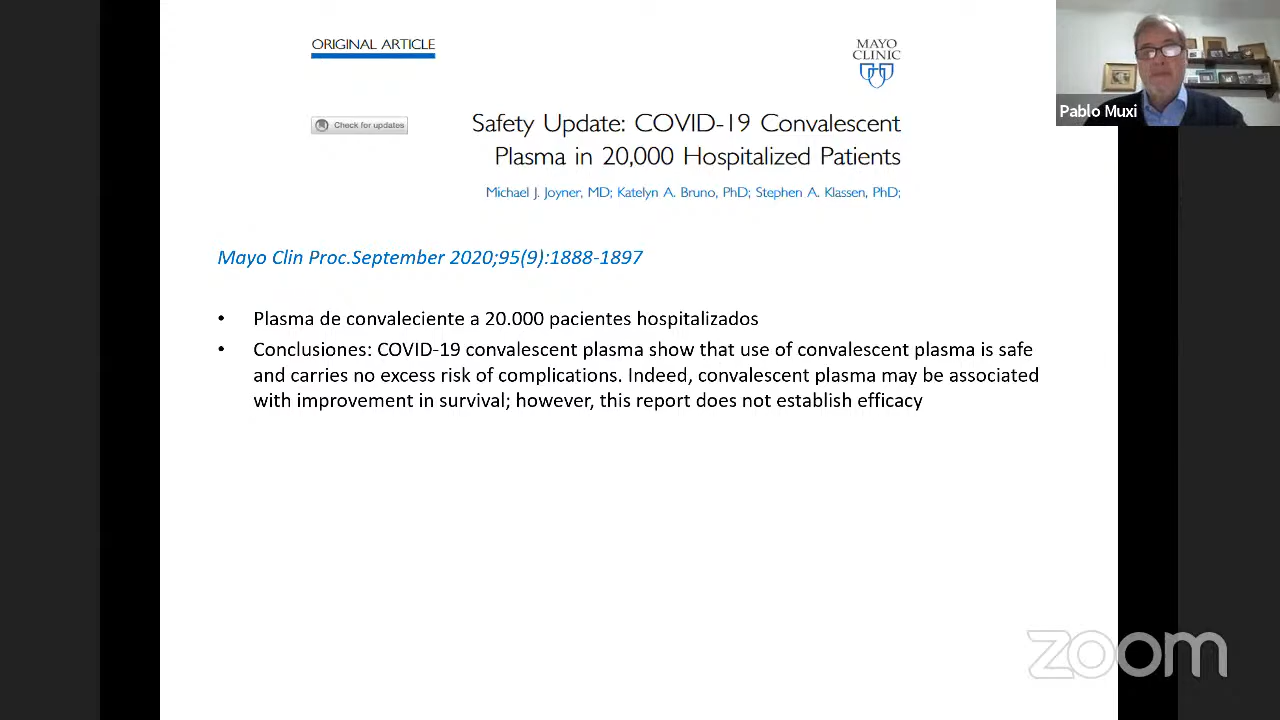 ORIGINAL ARTICLE
MAYO
CLINIC
Pablo Muxi
Check for updates
Safety Update: COVID-19 Convalescent
Plasma in 20,000 Hospitalized Patients
Michael J. Joyner, MD; Katelyn A. Bruno, PhD; Stephen A. Klassen, PhD;
Mayo Clin Proc.September 2020;95(9):1888-1897
• Plasma de convaleciente a 20.000 pacientes hospitalizados
• Conclusiones: COVID-19 convalescent plasma show that use of convalescent plasma is safe
and carries no excess risk of complications. Indeed, convalescent plasma may be associated
with improvement in survival; however, this report does not establish efficacy
zoom